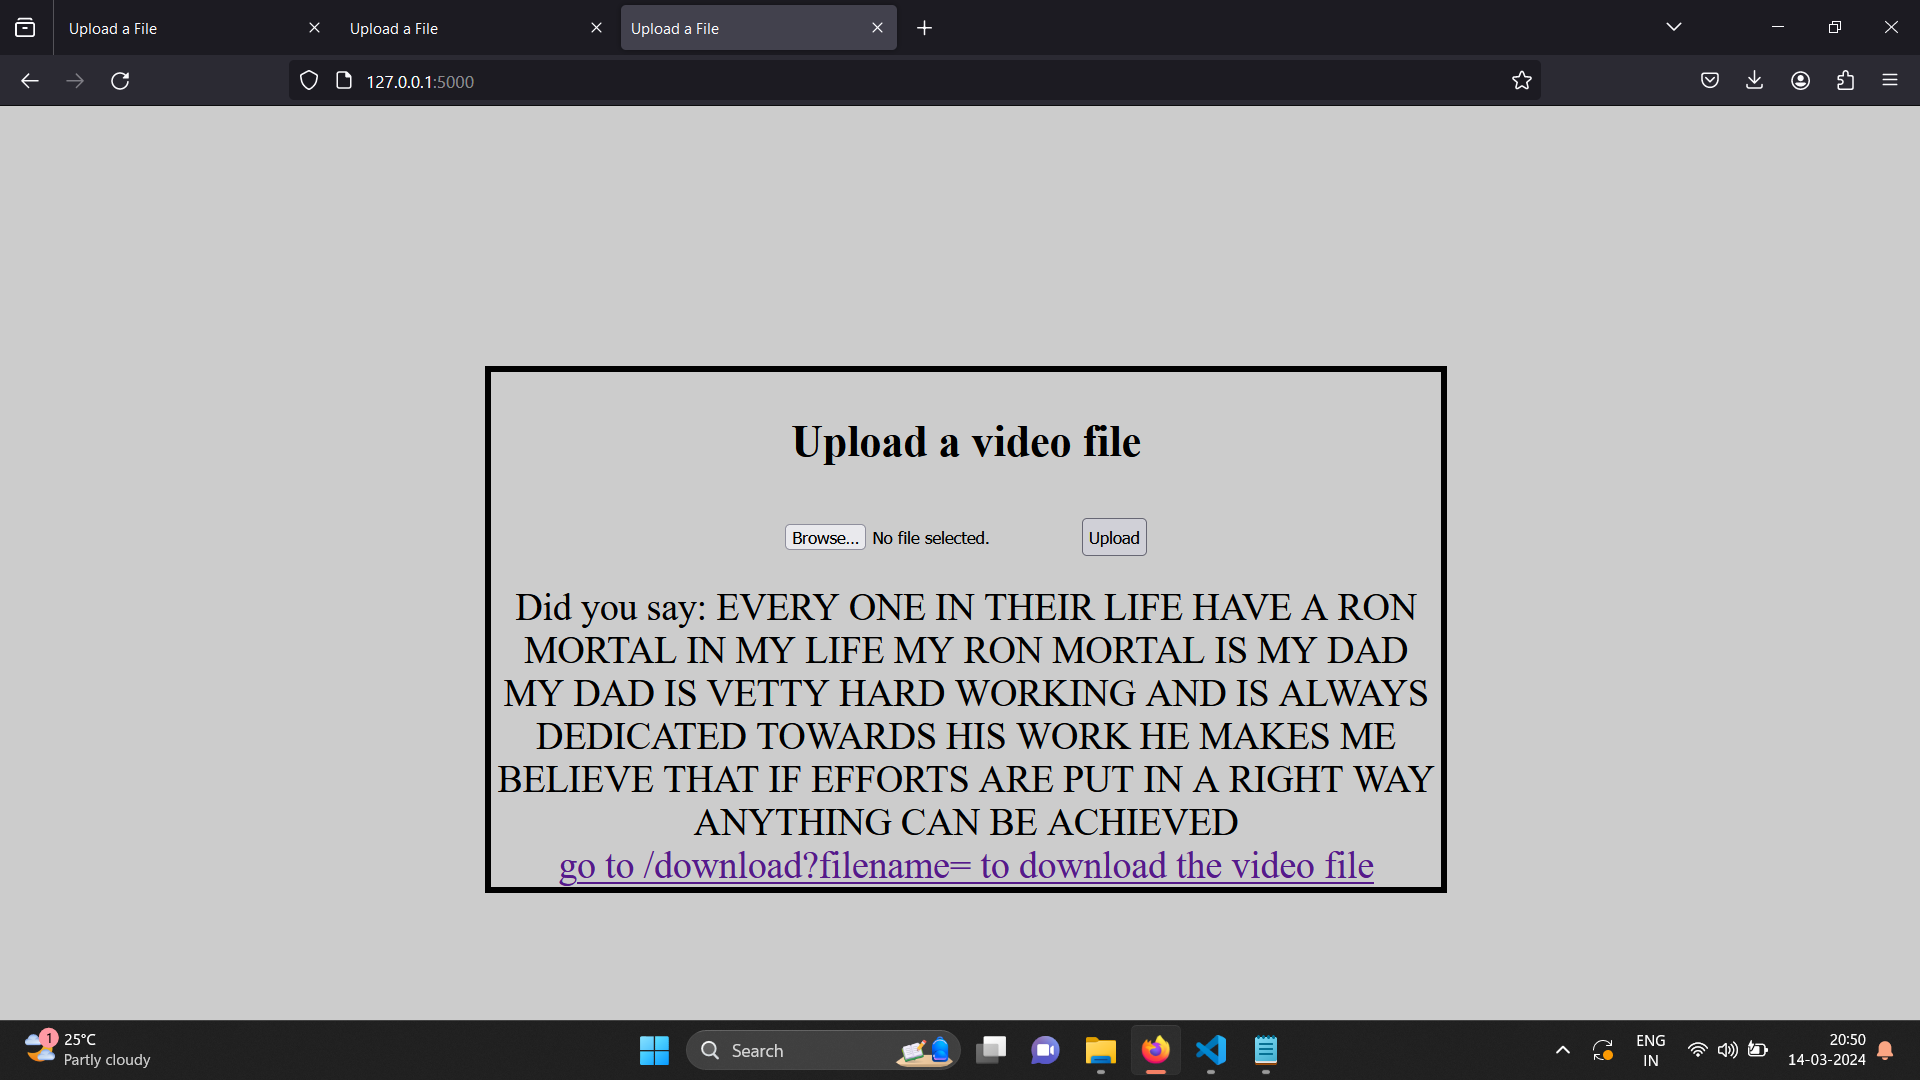 Upload a File
Upload a File
Upload a File
127.0.0.1:5000
Upload a video file
Browse... No file selected. Upload
Did you say: EVERY ONE IN THEIR LIFE HAVE A RON
MORTAL IN MY LIFE MY RON MORTAL IS MY DAD
MY DAD IS VETTY HARD WORKING AND IS ALWAYS
DEDICATED TOWARDS HIS WORK HE MAKES ME
BELIEVE THAT IF EFFORTS ARE PUT IN A RIGHT WAY
ANYTHING CAN BE ACHIEVED
go to /download?filename= to download the video file
1
25°C
Partly cloudy
Search
ENG
IN
20:50
14-03-2024